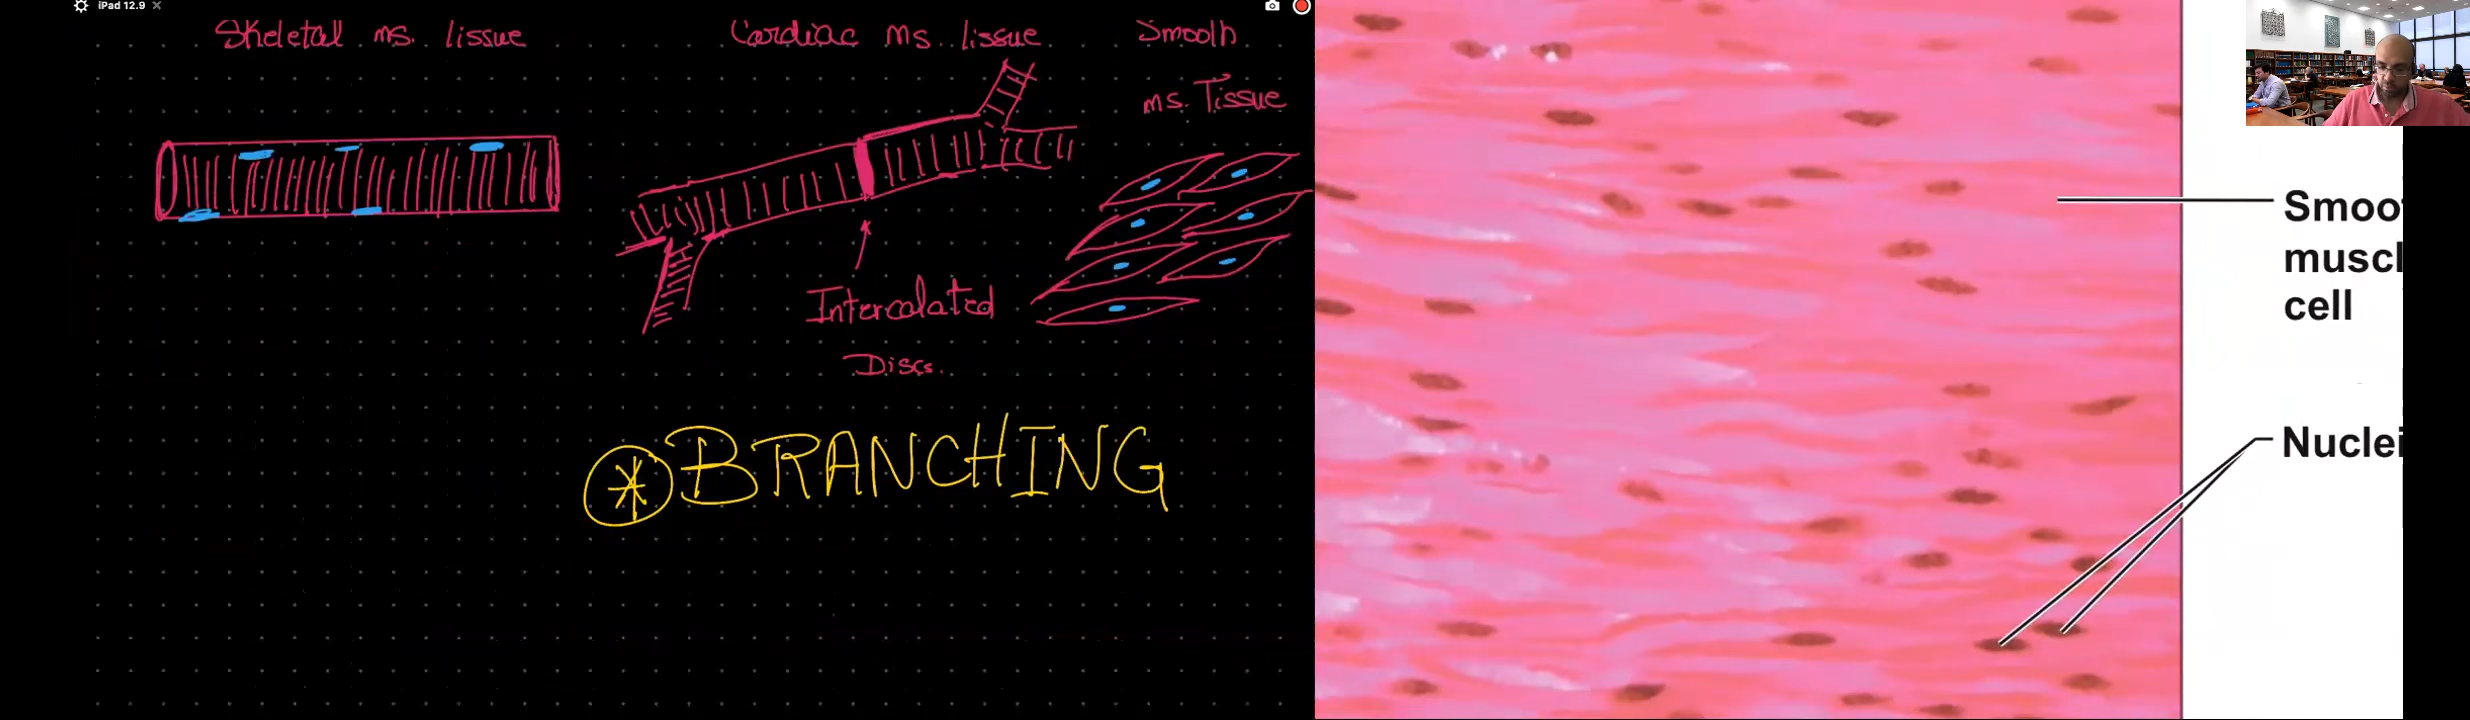 iPad 12.9
Skeletal ms. Tissue
Cardiac ms. Tissue
Smooth
ms. Tissue
Intercalated
Discs.
* BRANCHING
Smoo
muscl
cell
Nuclei